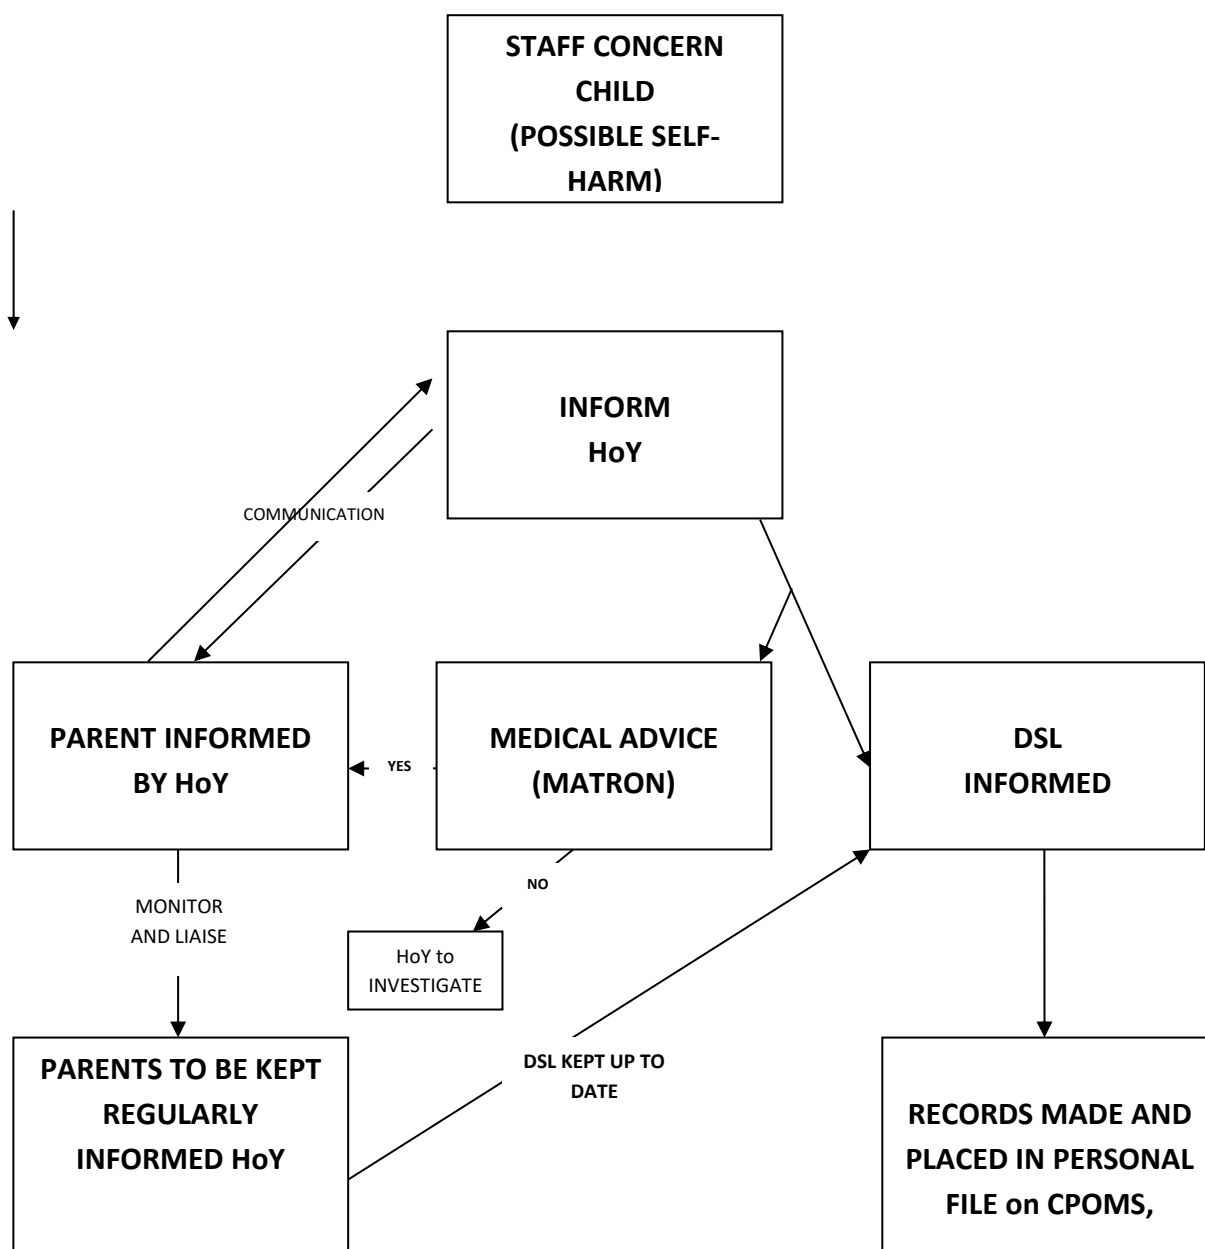 STAFF CONCERN
CHILD
(POSSIBLE SELF-
HARM)
INFORM
HoY
COMMUNICATION
PARENT INFORMED
BY HoY
YES
MEDICAL ADVICE
(MATRON)
DSL
INFORMED
NO
MONITOR
AND LIAISE
HoY to
INVESTIGATE
PARENTS TO BE KEPT
REGULARLY
INFORMED HoY
DSL KEPT UP TO
DATE
RECORDS MADE AND
PLACED IN PERSONAL
FILE on CPOMS,